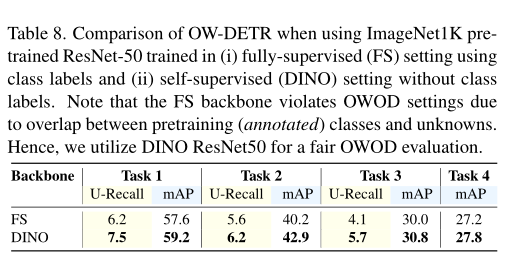 Table 8. Comparison of OW-DETR when using ImageNet1K pre-
trained ResNet-50 trained in (i) fully-supervised (FS) setting using
class labels and (ii) self-supervised (DINO) setting without class
labels. Note that the FS backbone violates OWOD settings due
to overlap between pretraining (annotated) classes and unknowns.
Hence, we utilize DINO ResNet50 for a fair OWOD evaluation.
Backbone Task 1 Task 2 Task 3 Task 4
U-Recall mAP U-Recall mAP U-Recall mAP mAP
FS 6.2 57.6 5.6 40.2 4.1 30.0 27.2
DINO 7.5 59.2 6.2 42.9 5.7 30.8 27.8